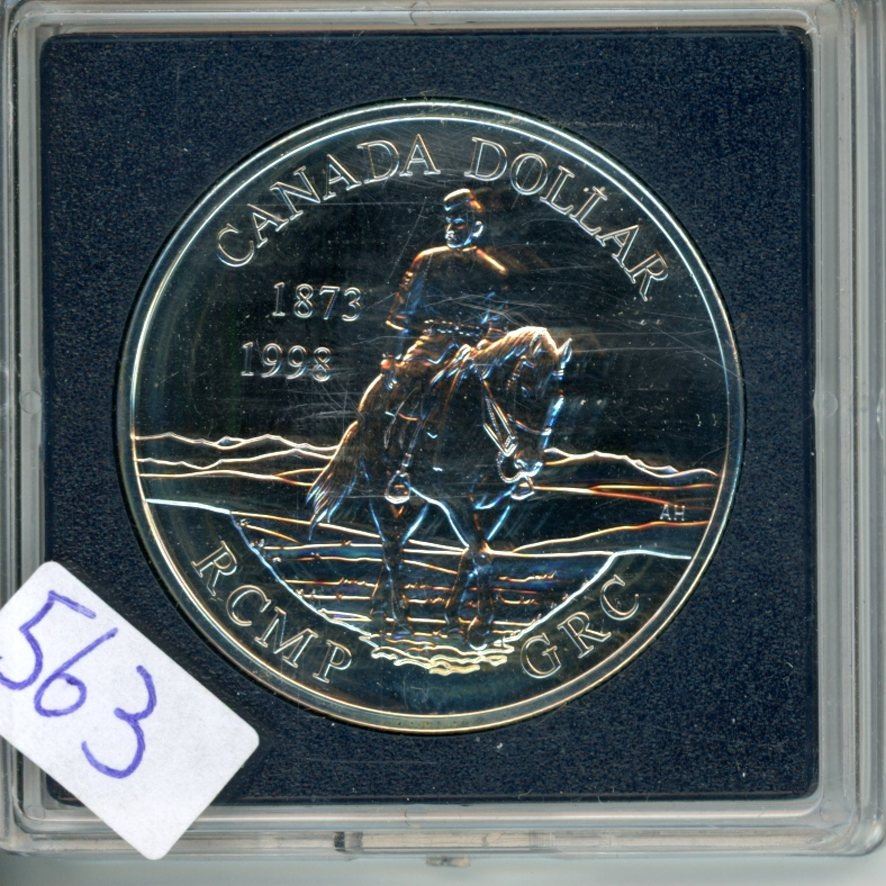 CANADA DOLLAR
1873
1998
AH
RCMP GRC
563